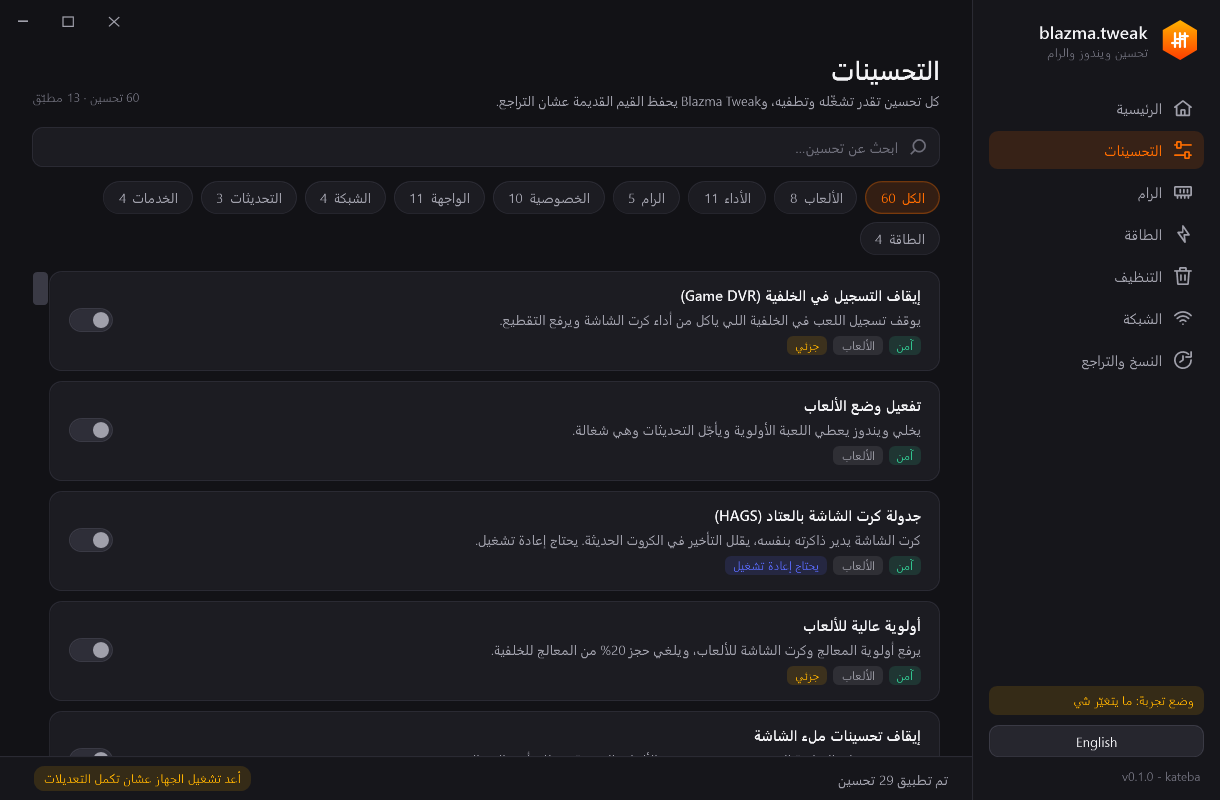 blazma.tweak
تحسين ويندوز والرام
الرئيسية
التحسينات
الرام
الطاقة
التنظيف
الشبكة
النسخ والتراجع
وضع تجربة: ما يتغيّر شي
English
v0.1.0 - kateba
التحسينات
كل تحسين تقدر تشغّله وتطفيه، وBlazma Tweak يحفظ القيم القديمة عشان التراجع.
60 تحسين · 13 مطبّق
ابحث عن تحسين...
الكل 60
الألعاب 8
الأداء 11
الرام 5
الخصوصية 10
الواجهة 11
الشبكة 4
التحديثات 3
الخدمات 4
الطاقة 4
إيقاف التسجيل في الخلفية (Game DVR)
يوقف تسجيل اللعب في الخلفية اللي ياكل من أداء كرت الشاشة ويرفع التقطيع.
آمن الألعاب جزئي
تفعيل وضع الألعاب
يخلي ويندوز يعطي اللعبة الأولوية ويأجّل التحديثات وهي شغالة.
آمن الألعاب
جدولة كرت الشاشة بالعتاد (HAGS)
كرت الشاشة يدير ذاكرته بنفسه، يقلل التأخير في الكروت الحديثة. يحتاج إعادة تشغيل.
آمن الألعاب يحتاج إعادة تشغيل
أولوية عالية للألعاب
يرفع أولوية المعالج وكرت الشاشة للألعاب، ويلغي حجز 20% من المعالج للخلفية.
آمن الألعاب جزئي
إيقاف تحسينات ملء الشاشة
تم تطبيق 29 تحسين
أعد تشغيل الجهاز عشان تكمل التعديلات